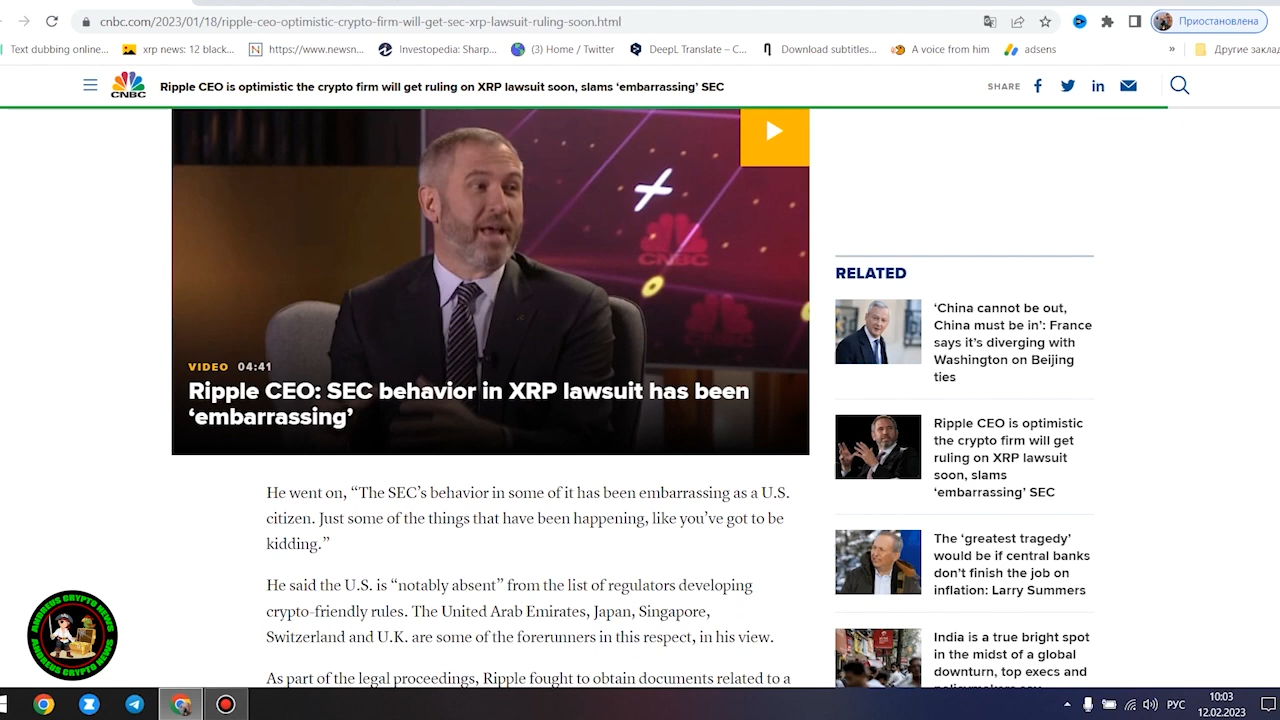 cnbc.com/2023/01/18/ripple-ceo-optimistic-crypto-firm-will-get-sec-xrp-lawsuit-ruling-soon.html
Приостановлена
Text dubbing online...
xrp news: 12 black...
https://www.newsn...
Investopedia: Sharp...
(3) Home / Twitter
DeepL Translate – C...
Download subtitles...
A voice from him
adsens
»
Другие закла
CNBC
Ripple CEO is optimistic the crypto firm will get ruling on XRP lawsuit soon, slams ‘embarrassing’ SEC
SHARE
CNBC
VIDEO 04:41
Ripple CEO: SEC behavior in XRP lawsuit has been
‘embarrassing’
He went on, “The SEC’s behavior in some of it has been embarrassing as a U.S.
citizen. Just some of the things that have been happening, like you’ve got to be
kidding.”
He said the U.S. is “notably absent” from the list of regulators developing
crypto-friendly rules. The United Arab Emirates, Japan, Singapore,
Switzerland and U.K. are some of the forerunners in this respect, in his view.
As part of the legal proceedings, Ripple fought to obtain documents related to a
RELATED
‘China cannot be out,
China must be in’: France
says it’s diverging with
Washington on Beijing
ties
Ripple CEO is optimistic
the crypto firm will get
ruling on XRP lawsuit
soon, slams
‘embarrassing’ SEC
The ‘greatest tragedy’
would be if central banks
don’t finish the job on
inflation: Larry Summers
India is a true bright spot
in the midst of a global
downturn, top execs and
policymakers say
ANDREUS CRYPTO NEWS
ANDREUS CRYPTO NEWS
РУС
10:03
12.02.2023